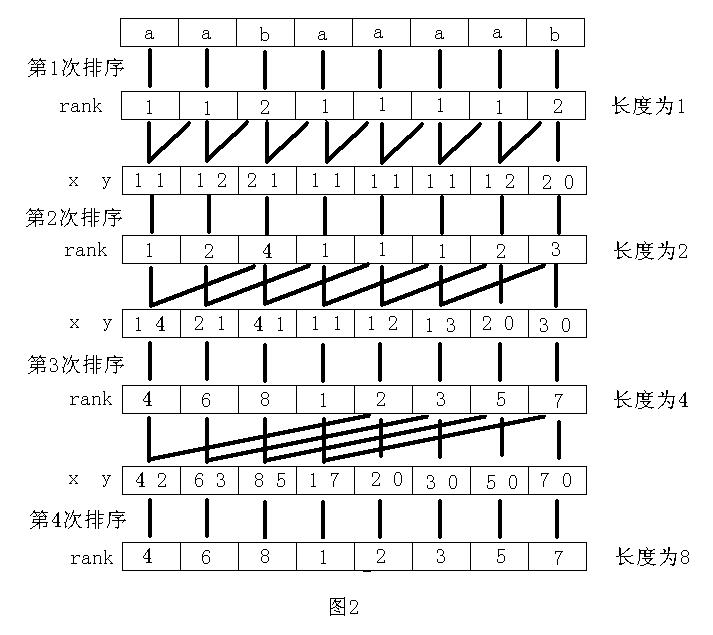 a a b a a a a b
第1次排序
rank 1 1 2 1 1 1 1 2 长度为1
x y 1 1 1 2 2 1 1 1 1 1 1 1 1 2 2 0
第2次排序
rank 1 2 4 1 1 1 2 3 长度为2
x y 1 4 2 1 4 1 1 1 1 2 1 3 2 0 3 0
第3次排序
rank 4 6 8 1 2 3 5 7 长度为4
x y 4 2 6 3 8 5 1 7 2 0 3 0 5 0 7 0
第4次排序
rank 4 6 8 1 2 3 5 7 长度为8
图2